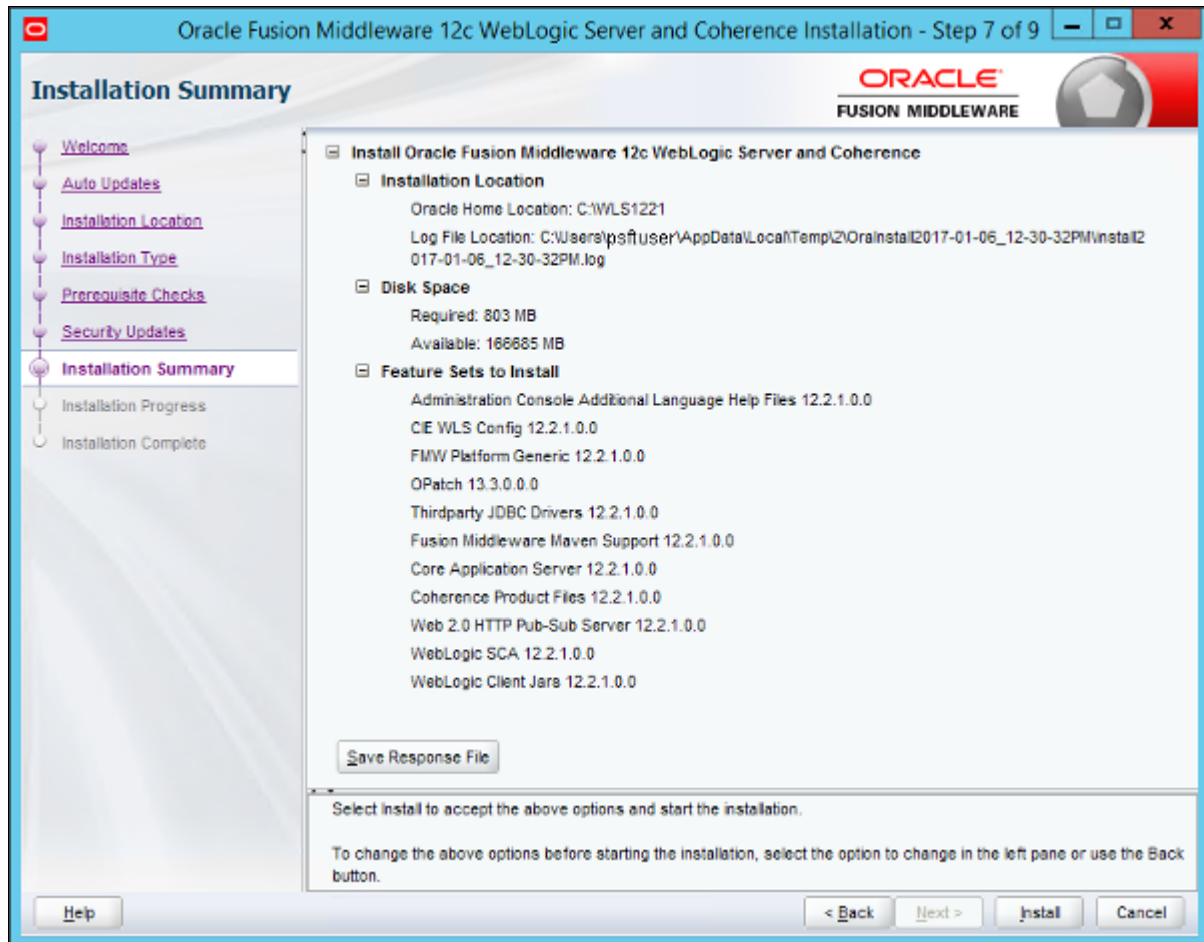 Oracle Fusion Middleware 12c WebLogic Server and Coherence Installation - Step 7 of 9
Installation Summary
ORACLE
FUSION MIDDLEWARE
Welcome
Auto Updates
Installation Location
Installation Type
Prerequisite Checks
Security Updates
Installation Summary
Installation Progress
Installation Complete
Install Oracle Fusion Middleware 12c WebLogic Server and Coherence
Installation Location
Oracle Home Location: C:\WLS1221
Log File Location: C:\Users\psftuser\AppData\Local\Temp\2\OraInstall2017-01-06_12-30-32PM\install2
017-01-06_12-30-32PM.log
Disk Space
Required: 803 MB
Available: 166685 MB
Feature Sets to Install
Administration Console Additional Language Help Files 12.2.1.0.0
CIE WLS Config 12.2.1.0.0
FMW Platform Generic 12.2.1.0.0
OPatch 13.3.0.0.0
Thirdparty JDBC Drivers 12.2.1.0.0
Fusion Middleware Maven Support 12.2.1.0.0
Core Application Server 12.2.1.0.0
Coherence Product Files 12.2.1.0.0
Web 2.0 HTTP Pub-Sub Server 12.2.1.0.0
WebLogic SCA 12.2.1.0.0
WebLogic Client Jars 12.2.1.0.0
Save Response File
Select Install to accept the above options and start the installation.
To change the above options before starting the installation, select the option to change in the left pane or use the Back
button.
Help
< Back
Next >
Install
Cancel